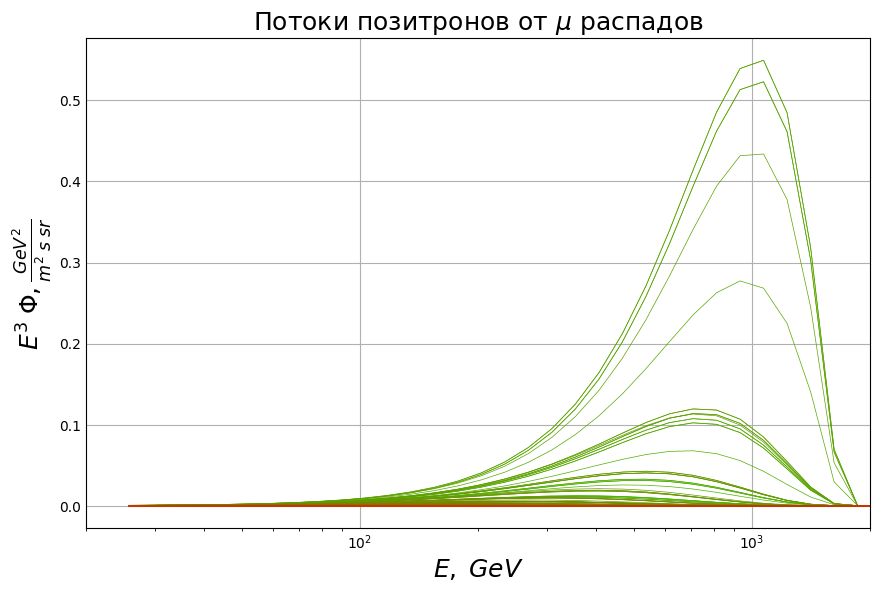 Потоки позитронов от μ распадов
E³ Φ, GeV²/m² s sr
0.5
0.4
0.3
0.2
0.1
0.0
10² 10³
E, GeV